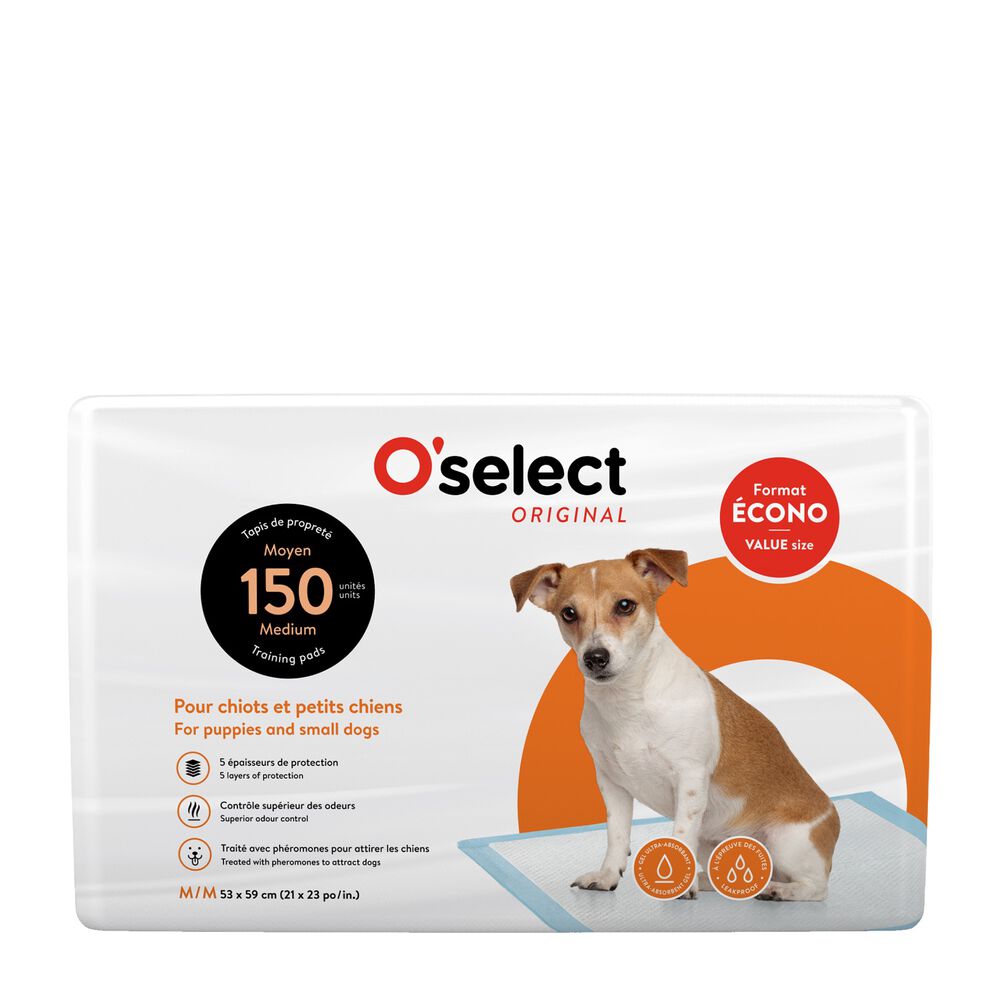 O'select
ORIGINAL
Format
ÉCONO
VALUE size
Tapis de propreté
Moyen
150 unités
units
Medium
Training pads
Pour chiots et petits chiens
For puppies and small dogs
5 épaisseurs de protection
5 layers of protection
Contrôle supérieur des odeurs
Superior odour control
Traité avec phéromones pour attirer les chiens
Treated with pheromones to attract dogs
M/M 53 x 59 cm (21 x 23 po/in.)
• GEL ULTRA-ABSORBANT •
ULTRA-ABSORBENT GEL
• À L'ÉPREUVE DES FUITES •
LEAKPROOF